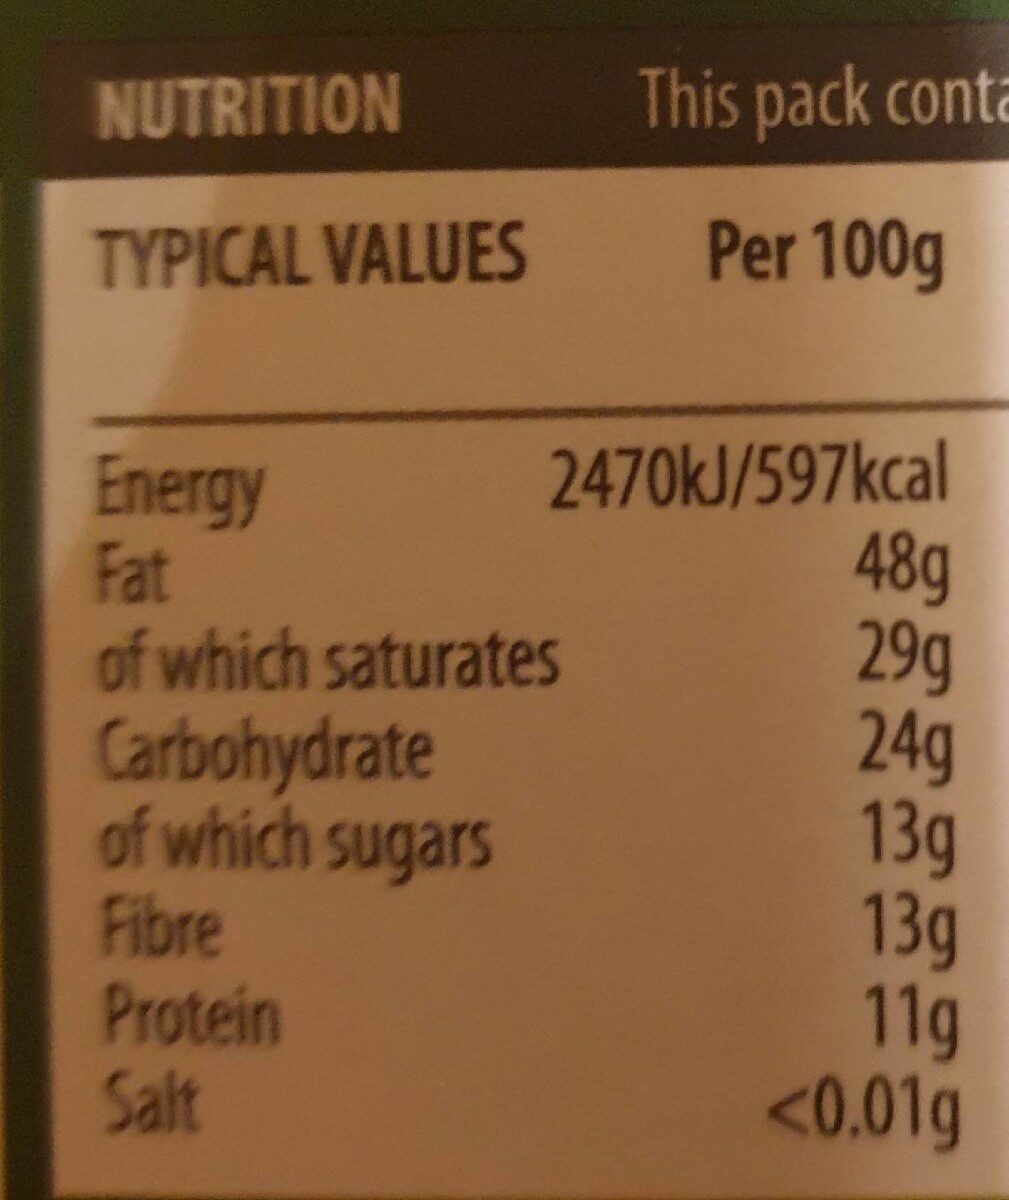 NUTRITION This pack conta
TYPICAL VALUES Per 100g
Energy 2470kJ/597kcal
Fat 48g
of which saturates 29g
Carbohydrate 24g
of which sugars 13g
Fibre 13g
Protein 11g
Salt <0.01g